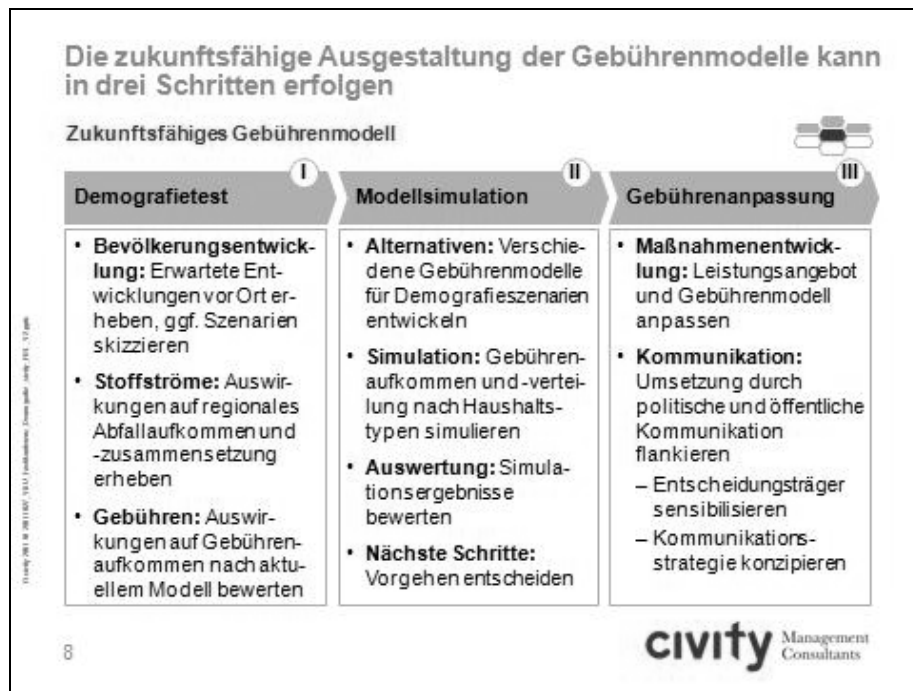 Die zukunftsfähige Ausgestaltung der Gebührenmodelle kann
in drei Schritten erfolgen
Zukunftsfähiges Gebührenmodell
I
Demografietest
• Bevölkerungsentwick-
lung: Erwartete Ent-
wicklungen vor Ort er-
heben, ggf. Szenarien
skizzieren
• Stoffströme: Auswir-
kungen auf regionales
Abfallaufkommen und
-zusammensetzung
erheben
• Gebühren: Auswir-
kungen auf Gebühren-
aufkommen nach aktu-
ellem Modell bewerten
II
Modellsimulation
• Alternativen: Verschie-
dene Gebührenmodelle
für Demografieszenarien
entwickeln
• Simulation: Gebühren-
aufkommen und -vertei-
lung nach Haushalts-
typen simulieren
• Auswertung: Simula-
tionsergebnisse
bewerten
• Nächste Schritte:
Vorgehen entscheiden
III
Gebührenanpassung
• Maßnahmenentwick-
lung: Leistungsangebot
und Gebührenmodell
anpassen
• Kommunikation:
Umsetzung durch
politische und öffentliche
Kommunikation
flankieren
– Entscheidungsträger
sensibilisieren
– Kommunikations-
strategie konzipieren
8
civity Management
Consultants